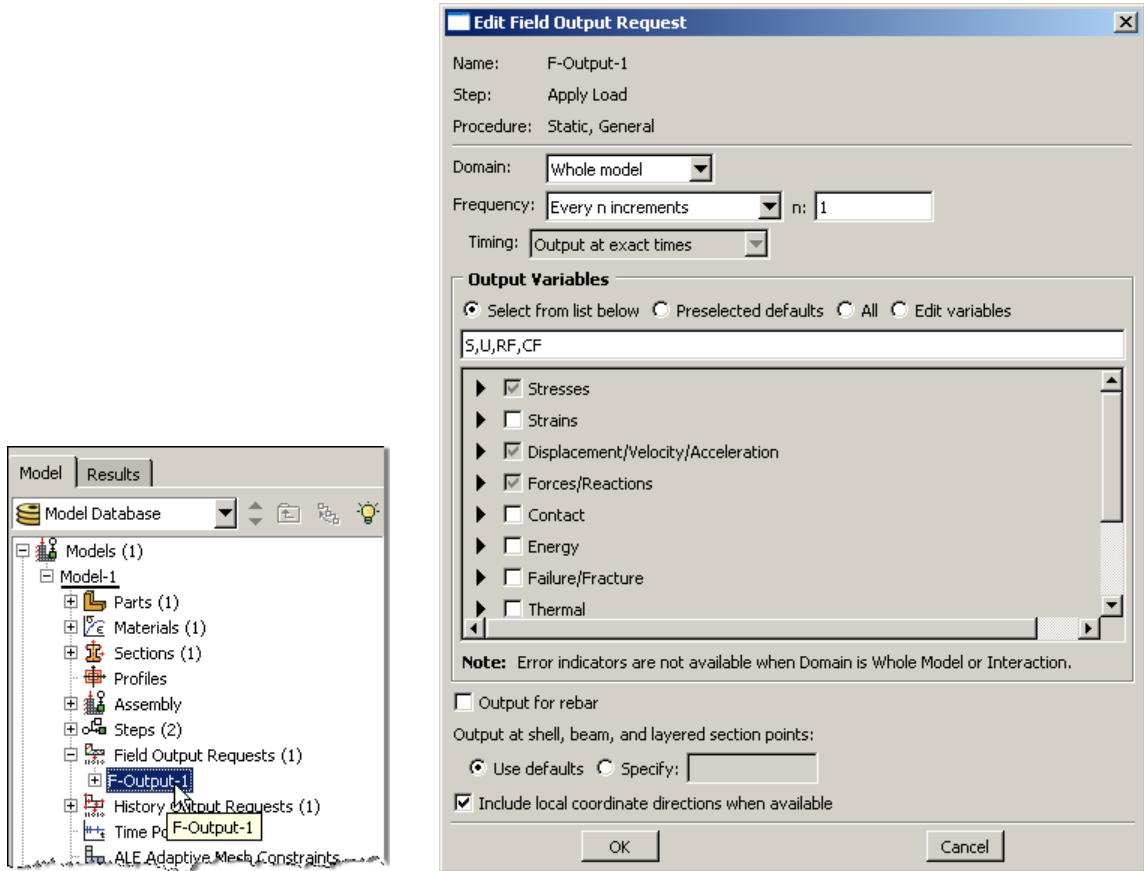 Model Results
Model Database
Models (1)
Model-1
Parts (1)
Materials (1)
Sections (1)
Profiles
Assembly
Steps (2)
Field Output Requests (1)
F-Output-1
History Output Requests (1)
Time Po
F-Output-1
ALE Adaptive Mesh Constraints
Edit Field Output Request
Name: F-Output-1
Step: Apply Load
Procedure: Static, General
Domain: Whole model
Frequency: Every n increments n: 1
Timing: Output at exact times
Output Variables
Select from list below Preselected defaults All Edit variables
S,U,RF,CF
Stresses
Strains
Displacement/Velocity/Acceleration
Forces/Reactions
Contact
Energy
Failure/Fracture
Thermal
Note: Error indicators are not available when Domain is Whole Model or Interaction.
Output for rebar
Output at shell, beam, and layered section points:
Use defaults Specify:
Include local coordinate directions when available
OK Cancel